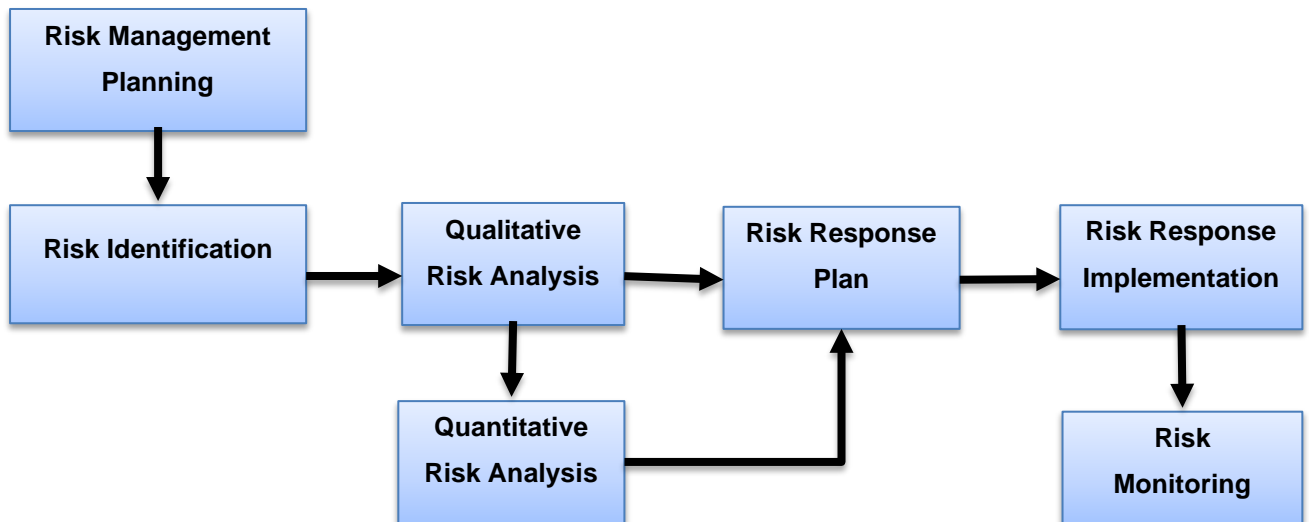 Risk Management
Planning
Risk Identification
Qualitative
Risk Analysis
Risk Response
Plan
Risk Response
Implementation
Quantitative
Risk Analysis
Risk
Monitoring